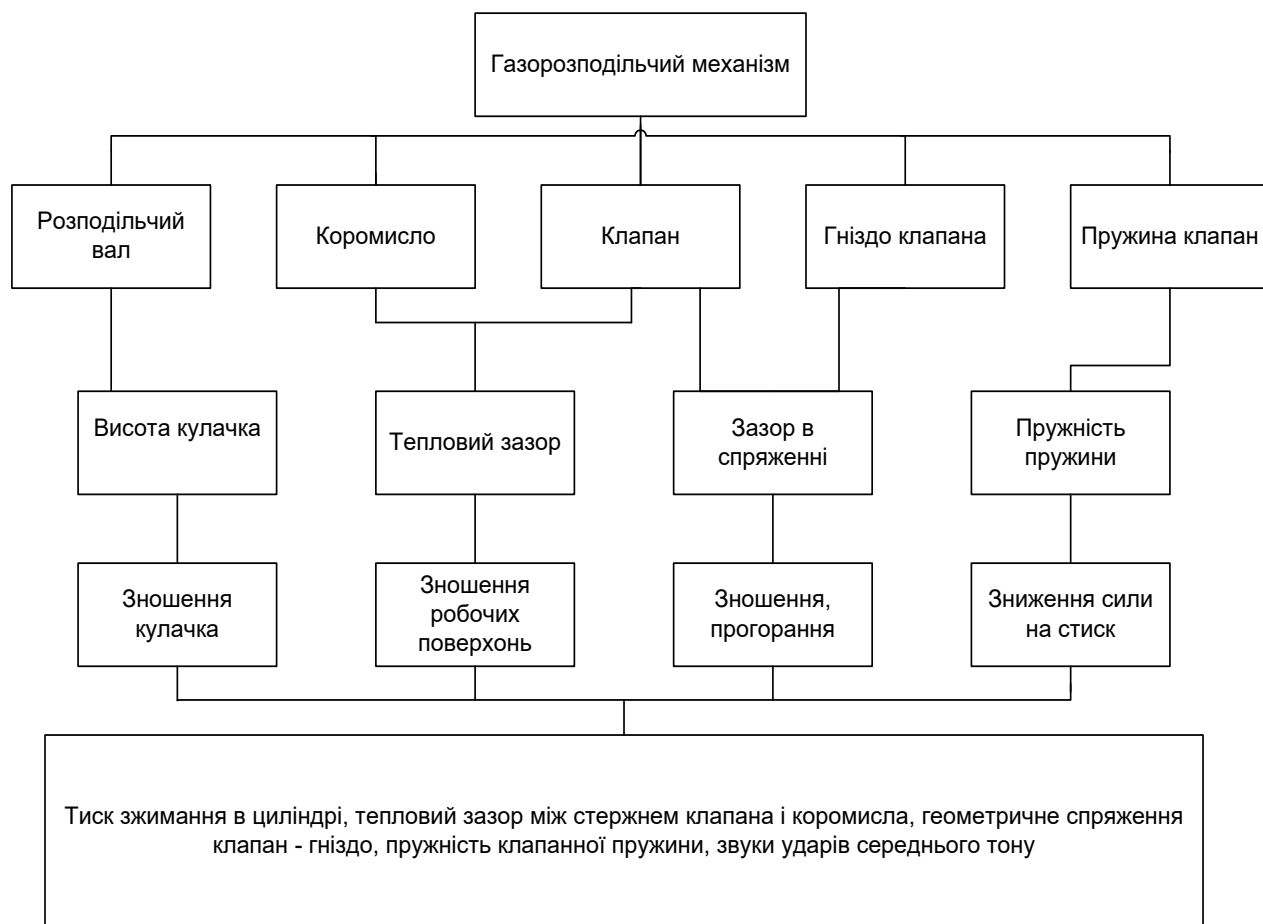 Газорозподільчий механізм
Розподільчий
вал
Коромисло
Клапан
Гніздо клапана
Пружина клапан
Висота кулачка
Тепловий зазор
Зазор в
спряженні
Пружність
пружини
Зношення
кулачка
Зношення
робочих
поверхонь
Зношення,
прогорання
Зниження сили
на стиск
Тиск зжимання в циліндрі, тепловий зазор між стержнем клапана і коромисла, геометричне спряження
клапан - гніздо, пружність клапанної пружини, звуки ударів середнього тону